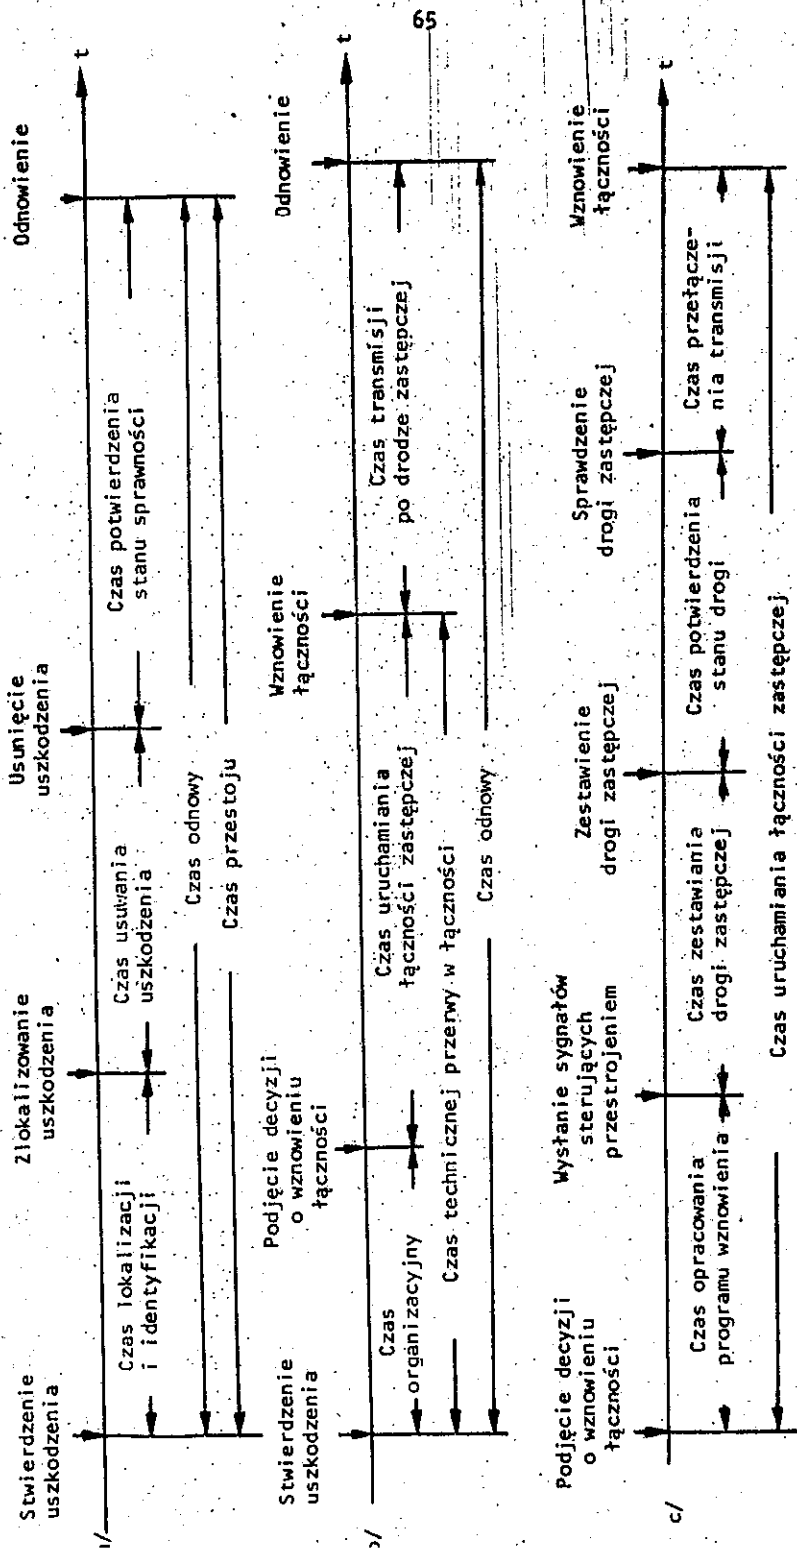 65
Stwierdzenie
uszkodzenia
Zlokalizowanie
uszkodzenia
Usunięcie
uszkodzenia
Odnowienie
t
Czas lokalizacji
i identyfikacji
Czas usuwania
uszkodzenia
Czas potwierdzenia
stanu sprawności
Czas odnowy
Czas przestoju
Stwierdzenie
uszkodzenia
Podjęcie decyzji
o wznowieniu
łączności
Wznowienie
łączności
Odnowienie
t
Czas
organizacyjny
Czas uruchamiania
łączności zastępczej
Czas transmisji
po drodze zastępczej
Czas technicznej przerwy w łączności
Czas odnowy
c/
Podjęcie decyzji
o wznowieniu
łączności
Wysłanie sygnałów
sterujących
przestrojeniem
Zestawienie
drogi zastępczej
Sprawdzenie
drogi zastępczej
Wznowienie
łączności
t
Czas opracowania
programu wznowienia
Czas zestawiania
drogi zastępczej
Czas potwierdzenia
stanu drogi
Czas przełącze-
nia transmisji
Czas uruchamiania łączności zastępczej